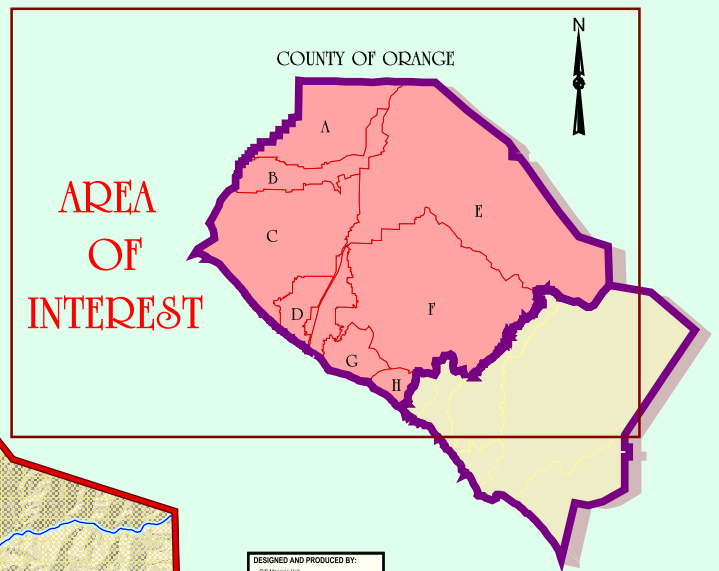 COUNTY OF ORANGE
N
A
B
E
AREA
OF
INTEREST
C
D
F
G
H
DESIGNED AND PRODUCED BY: